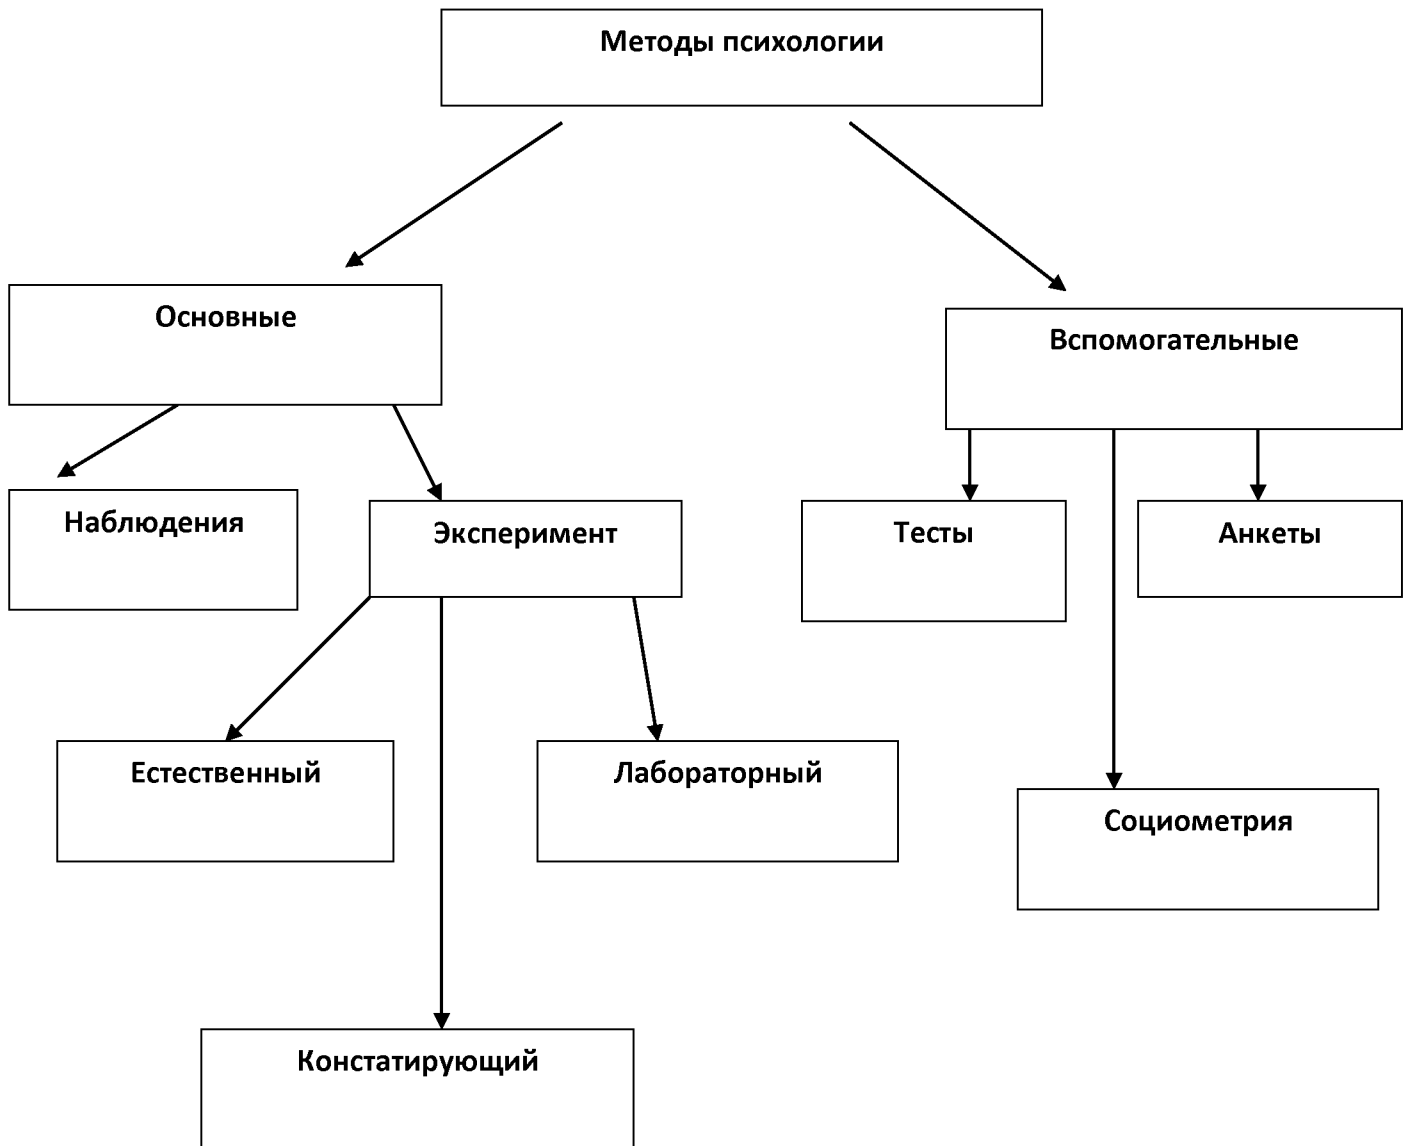 Методы психологии
Основные
Вспомогательные
Наблюдения
Эксперимент
Тесты
Анкеты
Естественный
Лабораторный
Социометрия
Констатирующий